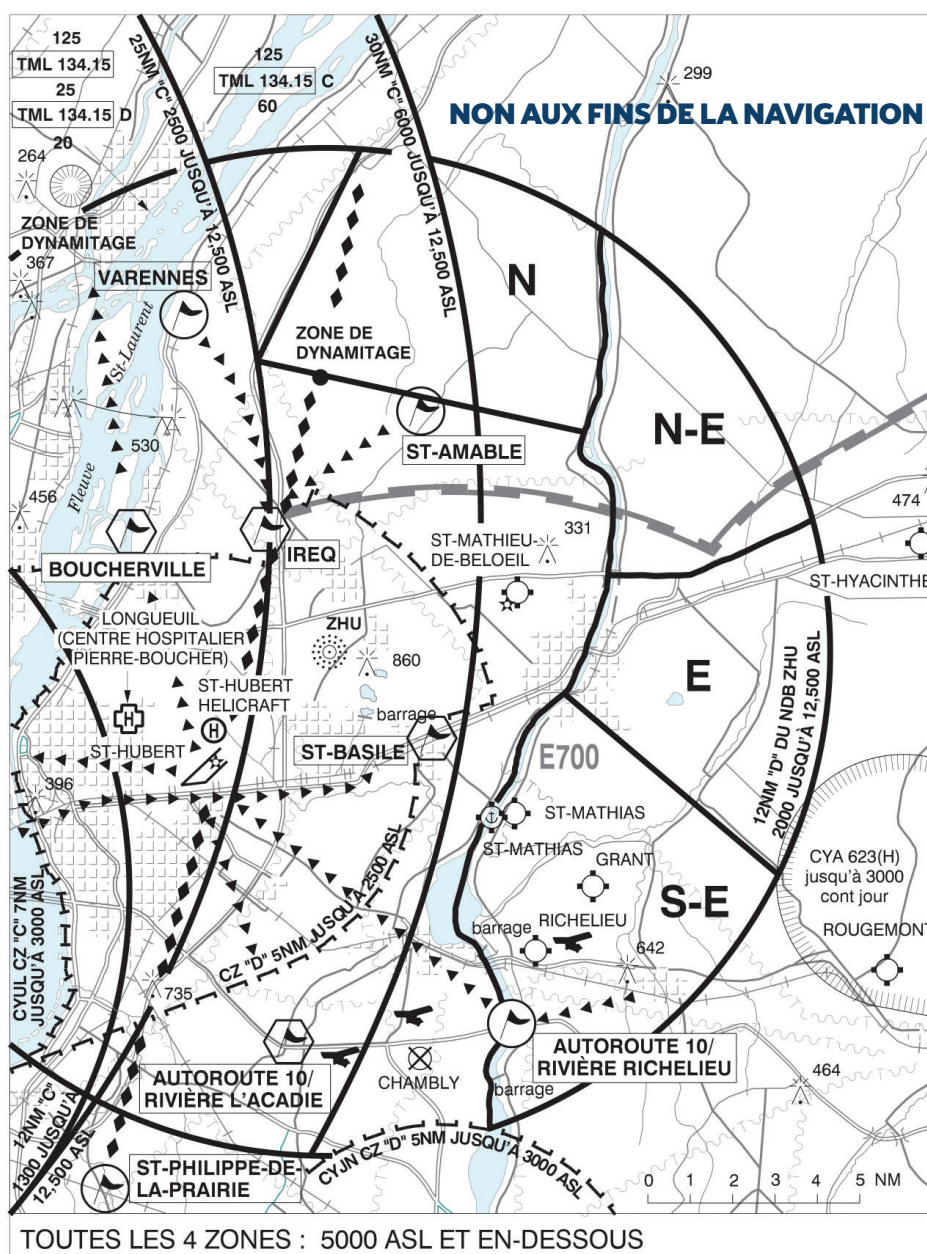 125
TML 134.15
25
TML 134.15 D
20
25NM "C" 2500 JUSQU'À 12,500 ASL
125
TML 134.15 C
60
30NM "C" 6000 JUSQU'À 12,500 ASL
299
NON AUX FINS DE LA NAVIGATION
264
ZONE DE
DYNAMITAGE
367
VARENNES
N
St-Laurent
ZONE DE
DYNAMITAGE
N-E
ST-AMABLE
530
Fleuve
456
474
331
ST-MATHIEU-
DE-BELOEIL
BOUCHERVILLE
IREQ
ST-HYACINTHE
LONGUEUIL
(CENTRE HOSPITALIER
PIERRE-BOUCHER)
ZHU
860
E
ST-HUBERT
HELICRAFT
H
H
barrage
ST-HUBERT
ST-BASILE
E700
12NM "D" DU NDB ZHU
2000 JUSQU'À 12,500 ASL
396
ST-MATHIAS
ST-MATHIAS
GRANT
CYA 623(H)
jusqu'à 3000
cont jour
S-E
CZ "D" 5NM JUSQU'À 2500 ASL
barrage
RICHELIEU
ROUGEMONT
642
CYUL CZ "C" 7NM
JUSQU'À 3000 ASL
735
AUTOROUTE 10/
RIVIÈRE RICHELIEU
AUTOROUTE 10/
RIVIÈRE L'ACADIE
CHAMBLY
barrage
464
12NM "C"
1300 JUSQU'À
12,500 ASL
CYJN CZ "D" 5NM JUSQU'À 3000 ASL
ST-PHILIPPE-DE-
LA-PRAIRIE
0 1 2 3 4 5 NM
TOUTES LES 4 ZONES : 5000 ASL ET EN-DESSOUS